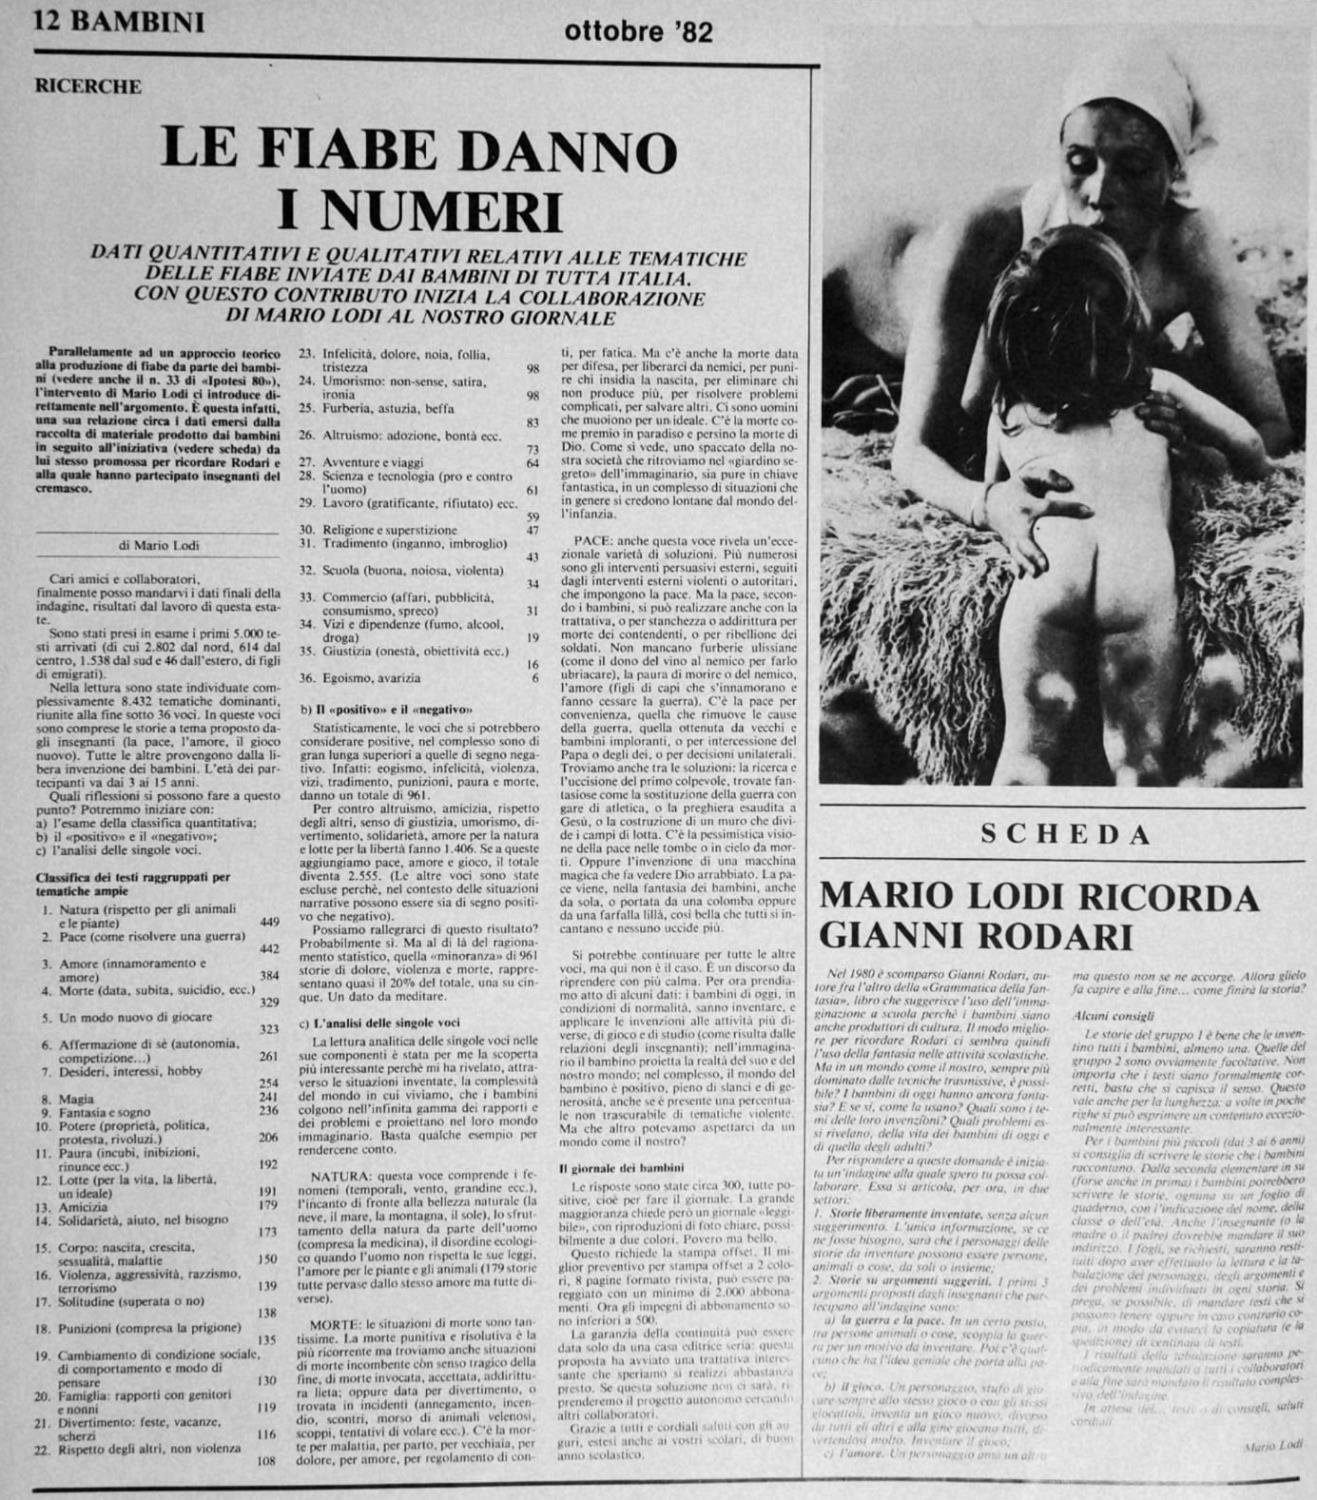 12 BAMBINI
ottobre '82
RICERCHE
LE FIABE DANNO
I NUMERI
DATI QUANTITATIVI E QUALITATIVI RELATIVI ALLE TEMATICHE
DELLE FIABE INVIATE DAI BAMBINI DI TUTTA ITALIA.
CON QUESTO CONTRIBUTO INIZIA LA COLLABORAZIONE
DI MARIO LODI AL NOSTRO GIORNALE
Parallelamente ad un approccio teorico
alla produzione di fiabe da parte dei bambi-
ni (vedere anche il n. 33 di «Ipotesi 80»),
l'intervento di Mario Lodi ci introduce di-
rettamente nell'argomento. È questa infatti,
una sua relazione circa i dati emersi dalla
raccolta di materiale prodotto dai bambini
in seguito all'iniziativa (vedere scheda) da
lui stesso promossa per ricordare Rodari e
alla quale hanno partecipato insegnanti del
cremasco.
di Mario Lodi
Cari amici e collaboratori,
finalmente posso mandarvi i dati finali della
indagine, risultati dal lavoro di questa esta-
te.
Sono stati presi in esame i primi 5.000 te-
sti arrivati (di cui 2.802 dal nord, 614 dal
centro, 1.538 dal sud e 46 dall'estero, di figli
di emigrati).
Nella lettura sono state individuate com-
plessivamente 8.432 tematiche dominanti,
riunite alla fine sotto 36 voci. In queste voci
sono comprese le storie a tema proposto da-
gli insegnanti (la pace, l'amore, il gioco
nuovo). Tutte le altre provengono dalla li-
bera invenzione dei bambini. L'età dei par-
tecipanti va dai 3 ai 15 anni.
Quali riflessioni si possono fare a questo
punto? Potremmo iniziare con:
a) l'esame della classifica quantitativa;
b) il «positivo» e il «negativo»;
c) l'analisi delle singole voci.
Classifica dei testi raggruppati per
tematiche ampie
1. Natura (rispetto per gli animali
e le piante) 449
2. Pace (come risolvere una guerra)
442
3. Amore (innamoramento e
amore) 384
4. Morte (data, subita, suicidio, ecc.)
329
5. Un modo nuovo di giocare
323
6. Affermazione di sè (autonomia,
competizione...) 261
7. Desideri, interessi, hobby
254
8. Magia 241
9. Fantasia e sogno 236
10. Potere (proprietà, politica,
protesta, rivoluzi.) 206
11. Paura (incubi, inibizioni,
rinunce ecc.) 192
12. Lotte (per la vita, la libertà,
un ideale) 191
13. Amicizia 179
14. Solidarietà, aiuto, nel bisogno
173
15. Corpo: nascita, crescita,
sessualità, malattie 150
16. Violenza, aggressività, razzismo,
terrorismo 139
17. Solitudine (superata o no)
138
18. Punizioni (compresa la prigione)
135
19. Cambiamento di condizione sociale,
di comportamento e modo di
pensare 130
20. Famiglia: rapporti con genitori
e nonni 119
21. Divertimento: feste, vacanze,
scherzi 116
22. Rispetto degli altri, non violenza
108
23. Infelicità, dolore, noia, follia,
tristezza 98
24. Umorismo: non-sense, satira,
ironia 98
25. Furberia, astuzia, beffa
83
26. Altruismo: adozione, bontà ecc.
73
27. Avventure e viaggi 64
28. Scienza e tecnologia (pro e contro
l'uomo) 61
29. Lavoro (gratificante, rifiutato) ecc.
59
30. Religione e superstizione 47
31. Tradimento (inganno, imbroglio)
43
32. Scuola (buona, noiosa, violenta)
34
33. Commercio (affari, pubblicità,
consumismo, spreco) 31
34. Vizi e dipendenze (fumo, alcool,
droga) 19
35. Giustizia (onestà, obiettività ecc.)
16
36. Egoismo, avarizia 6
b) Il «positivo» e il «negativo»
Statisticamente, le voci che si potrebbero
considerare positive, nel complesso sono di
gran lunga superiori a quelle di segno nega-
tivo. Infatti: eogismo, infelicità, violenza,
vizi, tradimento, punizioni, paura e morte,
danno un totale di 961.
Per contro altruismo, amicizia, rispetto
degli altri, senso di giustizia, umorismo, di-
vertimento, solidarietà, amore per la natura
e lotte per la libertà fanno 1.406. Se a queste
aggiungiamo pace, amore e gioco, il totale
diventa 2.555. (Le altre voci sono state
escluse perchè, nel contesto delle situazioni
narrative possono essere sia di segno positi-
vo che negativo).
Possiamo rallegrarci di questo risultato?
Probabilmente sì. Ma al di là del ragiona-
mento statistico, quella «minoranza» di 961
storie di dolore, violenza e morte, rappre-
sentano quasi il 20% del totale, una su cin-
que. Un dato da meditare.
c) L'analisi delle singole voci
La lettura analitica delle singole voci nelle
sue componenti è stata per me la scoperta
più interessante perchè mi ha rivelato, attra-
verso le situazioni inventate, la complessità
del mondo in cui viviamo, che i bambini
colgono nell'infinita gamma dei rapporti e
dei problemi e proiettano nel loro mondo
immaginario. Basta qualche esempio per
rendercene conto.
NATURA: questa voce comprende i fe-
nomeni (temporali, vento, grandine ecc.),
l'incanto di fronte alla bellezza naturale (la
neve, il mare, la montagna, il sole), lo sfrut-
tamento della natura da parte dell'uomo
(compresa la medicina), il disordine ecologi-
co quando l'uomo non rispetta le sue leggi,
l'amore per le piante e gli animali (179 storie
tutte pervase dallo stesso amore ma tutte di-
verse).
MORTE: le situazioni di morte sono tan-
tissime. La morte punitiva e risolutiva è la
più ricorrente ma troviamo anche situazioni
di morte incombente còn senso tragico della
fine, di morte invocata, accettata, addirittu-
ra lieta; oppure data per divertimento, o
trovata in incidenti (annegamento, incen-
dio, scontri, morso di animali velenosi,
scoppi, tentativi di volare ecc.). C'è la mor-
te per malattia, per parto, per vecchiaia, per
dolore, per amore, per regolamento di con-
ti, per fatica. Ma c'è anche la morte data
per difesa, per liberarci da nemici, per puni-
re chi insidia la nascita, per eliminare chi
non produce più, per risolvere problemi
complicati, per salvare altri. Ci sono uomini
che muoiono per un ideale. C'è la morte co-
me premio in paradiso e persino la morte di
Dio. Come si vede, uno spaccato della no-
stra società che ritroviamo nel «giardino se-
greto» dell'immaginario, sia pure in chiave
fantastica, in un complesso di situazioni che
in genere si credono lontane dal mondo del-
l'infanzia.
PACE: anche questa voce rivela un'ecce-
zionale varietà di soluzioni. Più numerosi
sono gli interventi persuasivi esterni, seguiti
dagli interventi esterni violenti o autoritari,
che impongono la pace. Ma la pace, secon-
do i bambini, si può realizzare anche con la
trattativa, o per stanchezza o addirittura per
morte dei contendenti, o per ribellione dei
soldati. Non mancano furberie ulissiane
(come il dono del vino al nemico per farlo
ubriacare), la paura di morire o del nemico,
l'amore (figli di capi che s'innamorano e
fanno cessare la guerra). C'è la pace per
convenienza, quella che rimuove le cause
della guerra, quella ottenuta da vecchi e
bambini imploranti, o per intercessione del
Papa o degli dei, o per decisioni unilaterali.
Troviamo anche tra le soluzioni: la ricerca e
l'uccisione del primo colpevole, trovate fan-
tasiose come la sostituzione della guerra con
gare di atletica, o la preghiera esaudita a
Gesù, o la costruzione di un muro che divi-
de i campi di lotta. C'è la pessimistica visio-
ne della pace nelle tombe o in cielo da mor-
ti. Oppure l'invenzione di una macchina
magica che fa vedere Dio arrabbiato. La pa-
ce viene, nella fantasia dei bambini, anche
da sola, o portata da una colomba oppure
da una farfalla lillà, così bella che tutti si in-
cantano e nessuno uccide più.
Si potrebbe continuare per tutte le altre
voci, ma qui non è il caso. È un discorso da
riprendere con più calma. Per ora prendia-
mo atto di alcuni dati: i bambini di oggi, in
condizioni di normalità, sanno inventare, e
applicare le invenzioni alle attività più di-
verse, di gioco e di studio (come risulta dalle
relazioni degli insegnanti); nell'immagina-
rio il bambino proietta la realtà del suo e del
nostro mondo; nel complesso, il mondo del
bambino è positivo, pieno di slanci e di ge-
nerosità, anche se è presente una percentua-
le non trascurabile di tematiche violente.
Ma che altro potevamo aspettarci da un
mondo come il nostro?
Il giornale dei bambini
Le risposte sono state circa 300, tutte po-
sitive, cioè per fare il giornale. La grande
maggioranza chiede però un giornale «leggi-
bile», con riproduzioni di foto chiare, possi-
bilmente a due colori. Povero ma bello.
Questo richiede la stampa offset. Il mi-
glior preventivo per stampa offset a 2 colo-
ri, 8 pagine formato rivista, può essere pa-
reggiato con un minimo di 2.000 abbona-
menti. Ora gli impegni di abbonamento so-
no inferiori a 500.
La garanzia della continuità può essere
data solo da una casa editrice seria: questa
proposta ha avviato una trattativa interes-
sante che speriamo si realizzi abbastanza
presto. Se questa soluzione non ci sarà, ri-
prenderemo il progetto autonomo cercando
altri collaboratori.
Grazie a tutti e cordiali saluti con gli au-
guri, estesi anche ai vostri scolari, di buon
anno scolastico.
SCHEDA
MARIO LODI RICORDA
GIANNI RODARI
Nel 1980 è scomparso Gianni Rodari, au-
tore fra l'altro della «Grammatica della fan-
tasia», libro che suggerisce l'uso dell'imma-
ginazione a scuola perchè i bambini siano
anche produttori di cultura. Il modo miglio-
re per ricordare Rodari ci sembra quindi
l'uso della fantasia nelle attività scolastiche.
Ma in un mondo come il nostro, sempre più
dominato dalle tecniche trasmissive, è possi-
bile? I bambini di oggi hanno ancora fanta-
sia? E se sì, come la usano? Quali sono i te-
mi delle loro invenzioni? Quali problemi es-
si rivelano, della vita dei bambini di oggi e
di quella degli adulti?
Per rispondere a queste domande è inizia-
ta un'indagine alla quale spero tu possa col-
laborare. Essa si articola, per ora, in due
settori:
1. Storie liberamente inventate, senza alcun
suggerimento. L'unica informazione, se ce
ne fosse bisogno, sarà che i personaggi delle
storie da inventare possono essere persone,
animali o cose, da soli o insieme;
2. Storie su argomenti suggeriti. I primi 3
argomenti proposti dagli insegnanti che par-
tecipano all'indagine sono:
a) la guerra e la pace. In un certo posto,
tra persone animali o cose, scoppia la guer-
ra per un motivo da inventare. Poi c'è qual-
cuno che ha l'idea geniale che porta alla pa-
ce;
b) il gioco. Un personaggio, stufo di gio-
care sempre allo stesso gioco o con gli stessi
giocattoli, inventa un gioco nuovo, diverso
da tutti gli altri e alla gine giocano tutti, di-
vertendosi molto. Inventare il gioco;
c) l'amore. Un personaggio ama un altro
ma questo non se ne accorge. Allora glielo
fa capire e alla fine... come finirà la storia?
Alcuni consigli
Le storie del gruppo 1 è bene che le inven-
tino tutti i bambini, almeno una. Quelle del
gruppo 2 sono ovviamente facoltative. Non
importa che i testi siano formalmente cor-
retti, basta che si capisca il senso. Questo
vale anche per la lunghezza: a volte in poche
righe si può esprimere un contenuto eccezio-
nalmente interessante.
Per i bambini più piccoli (dai 3 ai 6 anni)
si consiglia di scrivere le storie che i bambini
raccontano. Dalla seconda elementare in su
(forse anche in prima) i bambini potrebbero
scrivere le storie, ognuna su un foglio di
quaderno, con l'indicazione del nome, della
classe o dell'età. Anche l'insegnante (o la
madre o il padre) dovrebbe mandare il suo
indirizzo. I fogli, se richiesti, saranno resti-
tuiti dopo aver effettuato la lettura e la ta-
bulazione dei personaggi, degli argomenti e
dei problemi individuati in ogni storia. Si
prega, se possibile, di mandare testi che si
possono tenere oppure in caso contrario co-
pia, in modo da evitarci la copiatura (e la
spedizione) di centinaia di testi.
I risultati della tabulazione saranno pe-
riodicamente mandati a tutti i collaboratori
e alla fine sarà mandato il risultato comples-
sivo dell'indagine.
In attesa dei... testi o di consigli, saluti
cordiali.
Mario Lodi